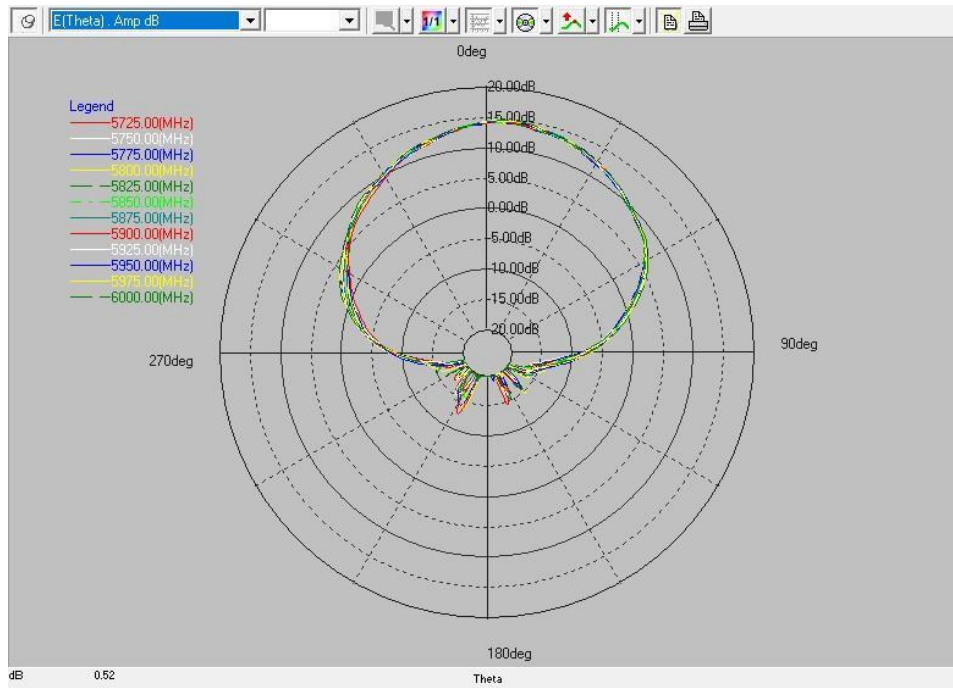 E(Theta) . Amp dB
1/1
0deg
20.00dB
Legend
5725.00(MHz)
5750.00(MHz)
5775.00(MHz)
5800.00(MHz)
5825.00(MHz)
5850.00(MHz)
5875.00(MHz)
5900.00(MHz)
5925.00(MHz)
5950.00(MHz)
5975.00(MHz)
6000.00(MHz)
15.00dB
10.00dB
5.00dB
0.00dB
-5.00dB
-10.00dB
-15.00dB
-20.00dB
270deg
90deg
180deg
dB 0.52 Theta